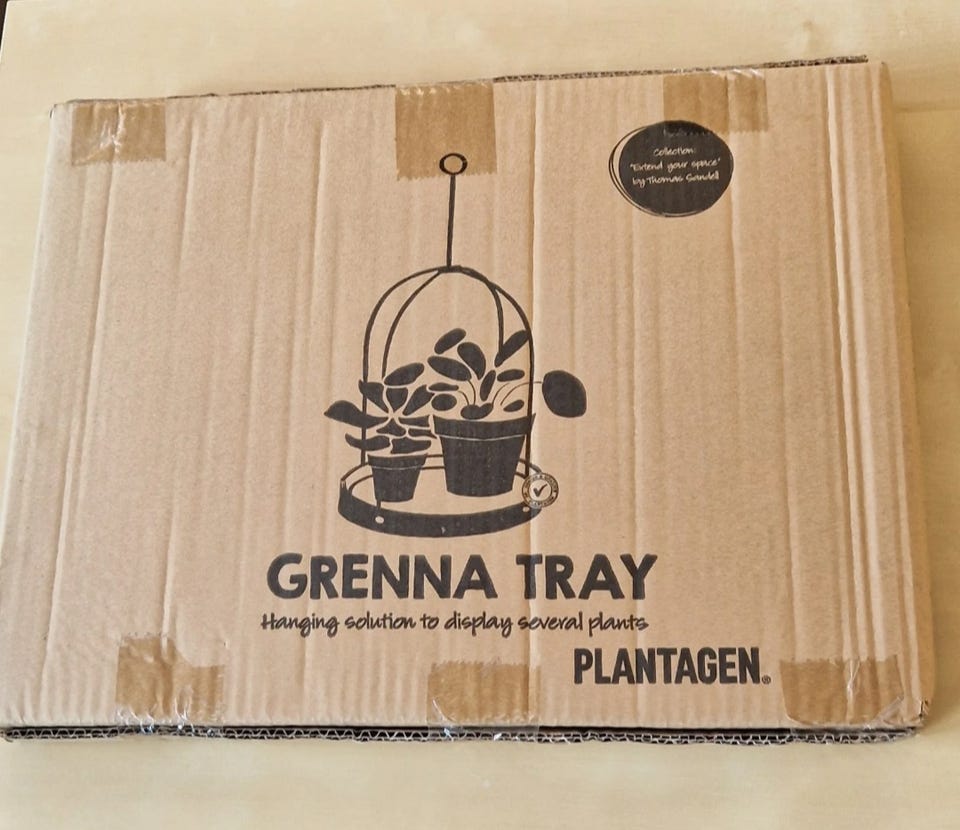 Collection:
"Extend your space"
by Thomas Sandell
GRENNA TRAY
Hanging solution to display several plants
PLANTAGEN®